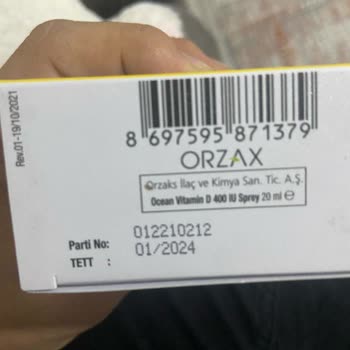 Rev.01-19/10/2021
8 697595 871379
ORZAX
Orzaks İlaç ve Kimya San. Tic. A.Ş.
Ocean Vitamin D 400 IU Sprey 20 ml ℮
Parti No: 012210212
TETT : 01/2024